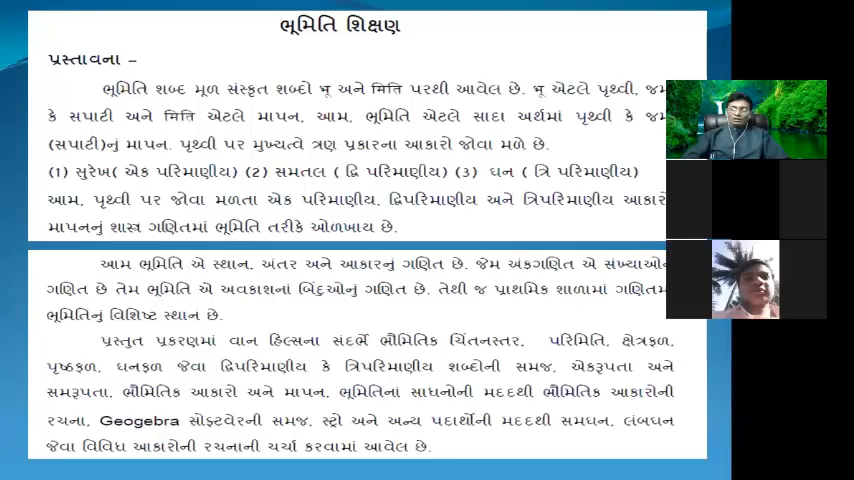 ભૂમિતિ શિક્ષણ
પ્રસ્તાવના –
ભૂમિતિ શબ્દ મૂળ સંસ્કૃત શબ્દો ભૂ અને मिति પરથી આવેલ છે. ભૂ એટલે પૃથ્વી,
કે સપાટી અને मिति એટલે માપન, આમ, ભૂમિતિ એટલે સાદા અર્થમાં પૃથ્વી કે
(સપાટી)નું માપન. પૃથ્વી પર મુખ્યત્વે ત્રણ પ્રકારના આકારો જોવા મળે છે.
(1) સુરેખ( એક પરિમાણીય) (2) સમતલ ( દ્વિ પરિમાણીય) (3) ઘન ( ત્રિ પરિમાણીય)
આમ, પૃથ્વી પર જોવા મળતા એક પરિમાણીય, દ્વિપરિમાણીય અને ત્રિપરિમાણીય
માપનનું શાસ્ત્ર ગણિતમાં ભૂમિતિ તરીકે ઓળખાય છે.
આમ ભૂમિતિ એ સ્થાન, અંતર અને આકારનું ગણિત છે. જેમ અંકગણિત એ
ગણિત છે તેમ ભૂમિતિ એ અવકાશનાં બિંદુઓનું ગણિત છે. તેથી જ પ્રાથમિક શાળામાં
ભૂમિતિનું વિશિષ્ટ સ્થાન છે.
પ્રસ્તુત પ્રકરણમાં વાન હિલ્સના સંદર્ભે ભૌમિતિક ચિંતનસ્તર, પરિમિતિ, ક્ષેત્રફળ,
પૃષ્ઠફળ, ઘનફળ જેવા દ્વિપરિમાણીય કે ત્રિપરિમાણીય શબ્દોની સમજ, એકરૂપતા અને
સમરૂપતા, ભૌમિતિક આકારો અને માપન, ભૂમિતિનાં સાધનોની મદદથી ભૌમિતિક આકારોની
રચના, Geogebra સોફ્ટવેરની સમજ, સ્ટ્રો અને અન્ય પદાર્થોની મદદથી સમઘન, લંબઘન
જેવા વિવિધ આકારોની રચનાની ચર્ચા કરવામાં આવેલ છે.